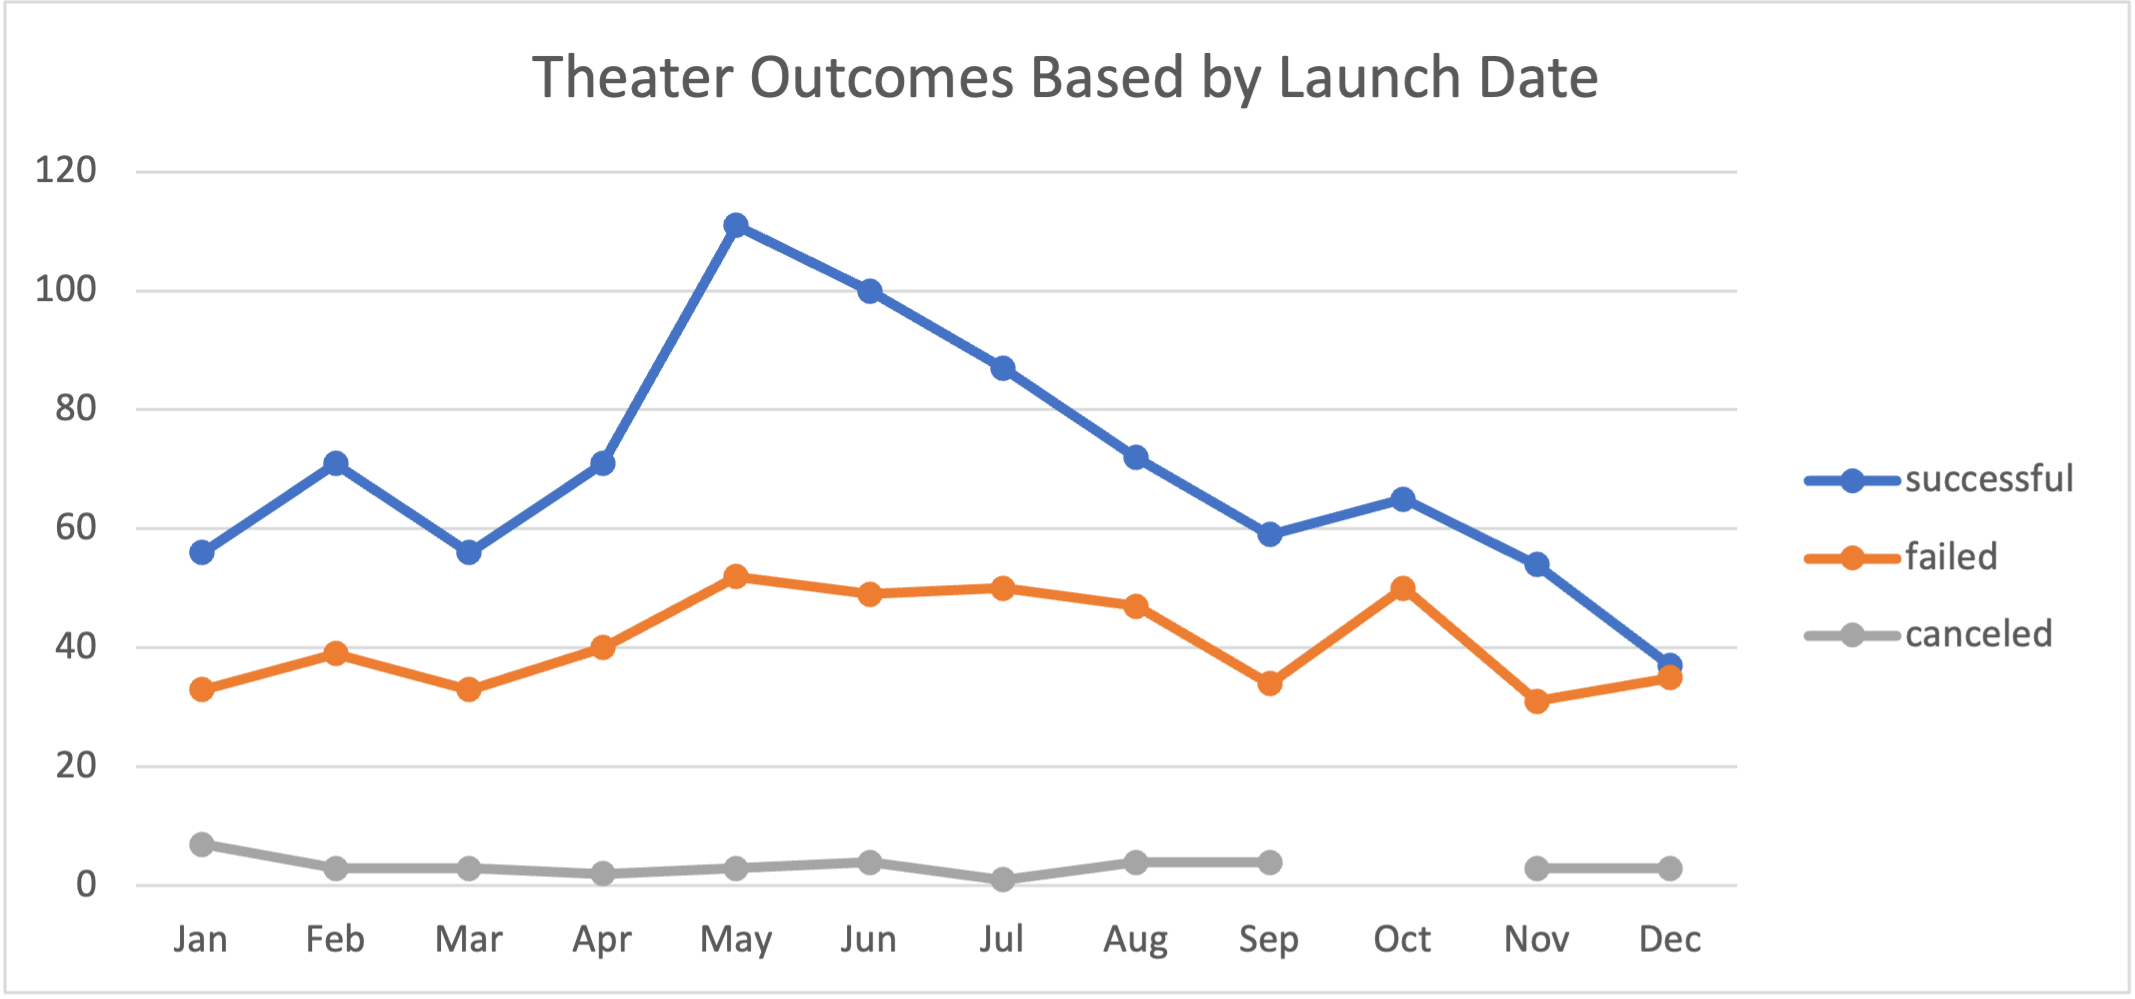 Theater Outcomes Based by Launch Date
120
100
80
60
40
20
0
Jan Feb Mar Apr May Jun Jul Aug Sep Oct Nov Dec
successful
failed
canceled